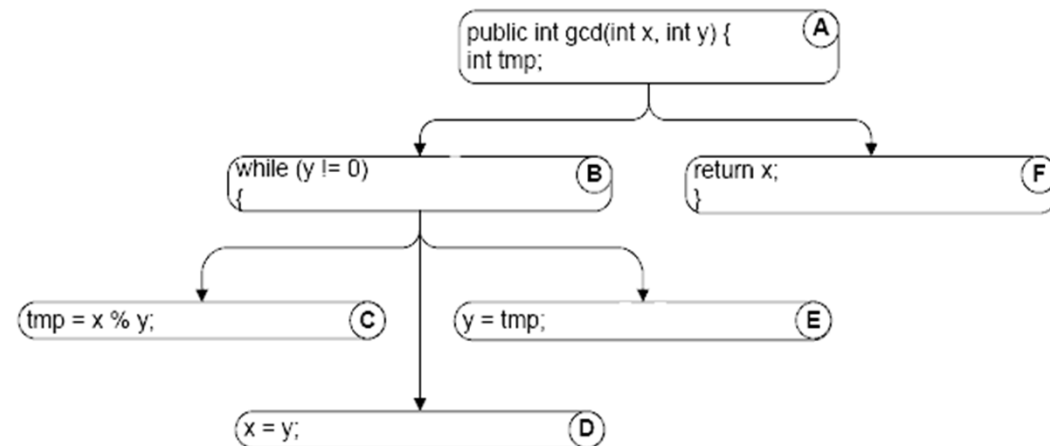 public int gcd(int x, int y) {
int tmp;
A
while (y != 0)
{
B
return x;
}
F
tmp = x % y;
C
y = tmp;
E
x = y;
D